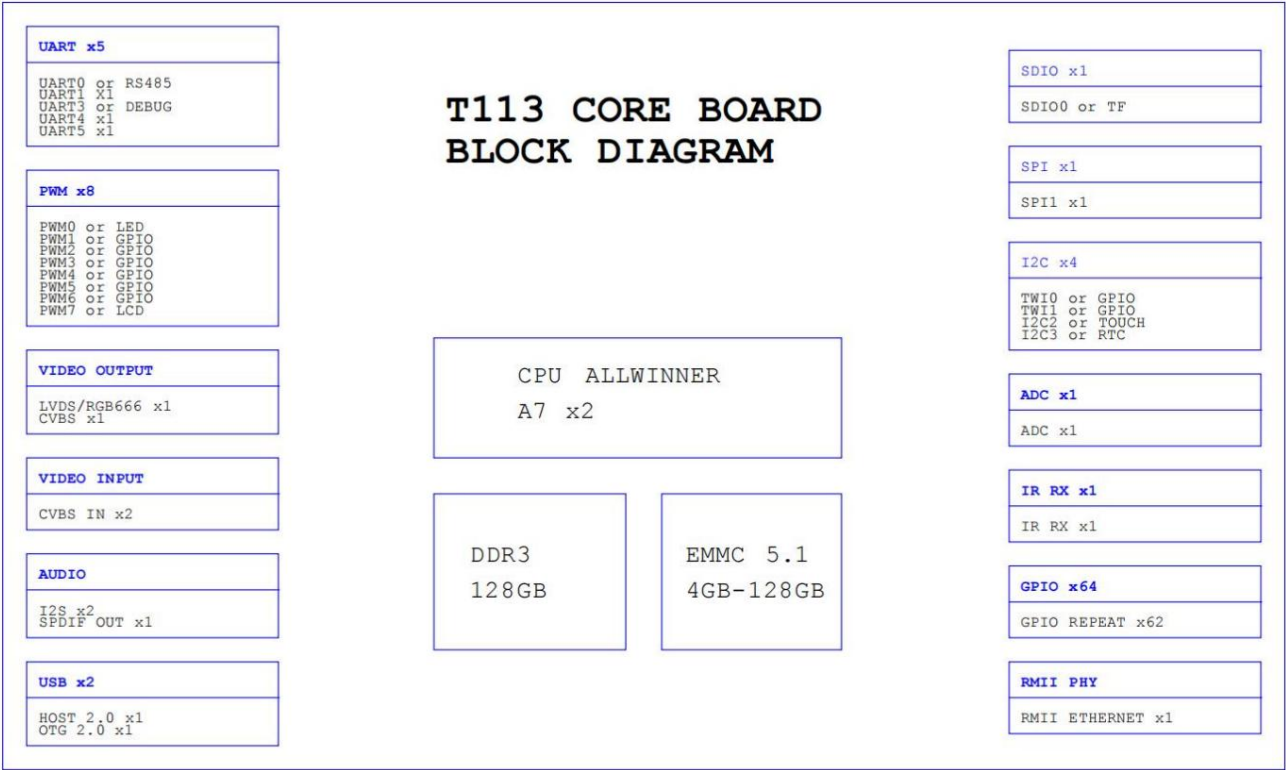 T113 CORE BOARD
BLOCK DIAGRAM
UART x5
UART0 or RS485
UART1 X1
UART3 or DEBUG
UART4 x1
UART5 x1
PWM x8
PWM0 or LED
PWM1 or GPIO
PWM2 or GPIO
PWM3 or GPIO
PWM4 or GPIO
PWM5 or GPIO
PWM6 or GPIO
PWM7 or LCD
VIDEO OUTPUT
LVDS/RGB666 x1
CVBS x1
VIDEO INPUT
CVBS IN x2
AUDIO
I2S x2
SPDIF OUT x1
USB x2
HOST 2.0 x1
OTG 2.0 x1
CPU ALLWINNER
A7 x2
DDR3
128GB
EMMC 5.1
4GB-128GB
SDIO x1
SDIO0 or TF
SPI x1
SPI1 x1
I2C x4
TWI0 or GPIO
TWI1 or GPIO
I2C2 or TOUCH
I2C3 or RTC
ADC x1
ADC x1
IR RX x1
IR RX x1
GPIO x64
GPIO REPEAT x62
RMII PHY
RMII ETHERNET x1